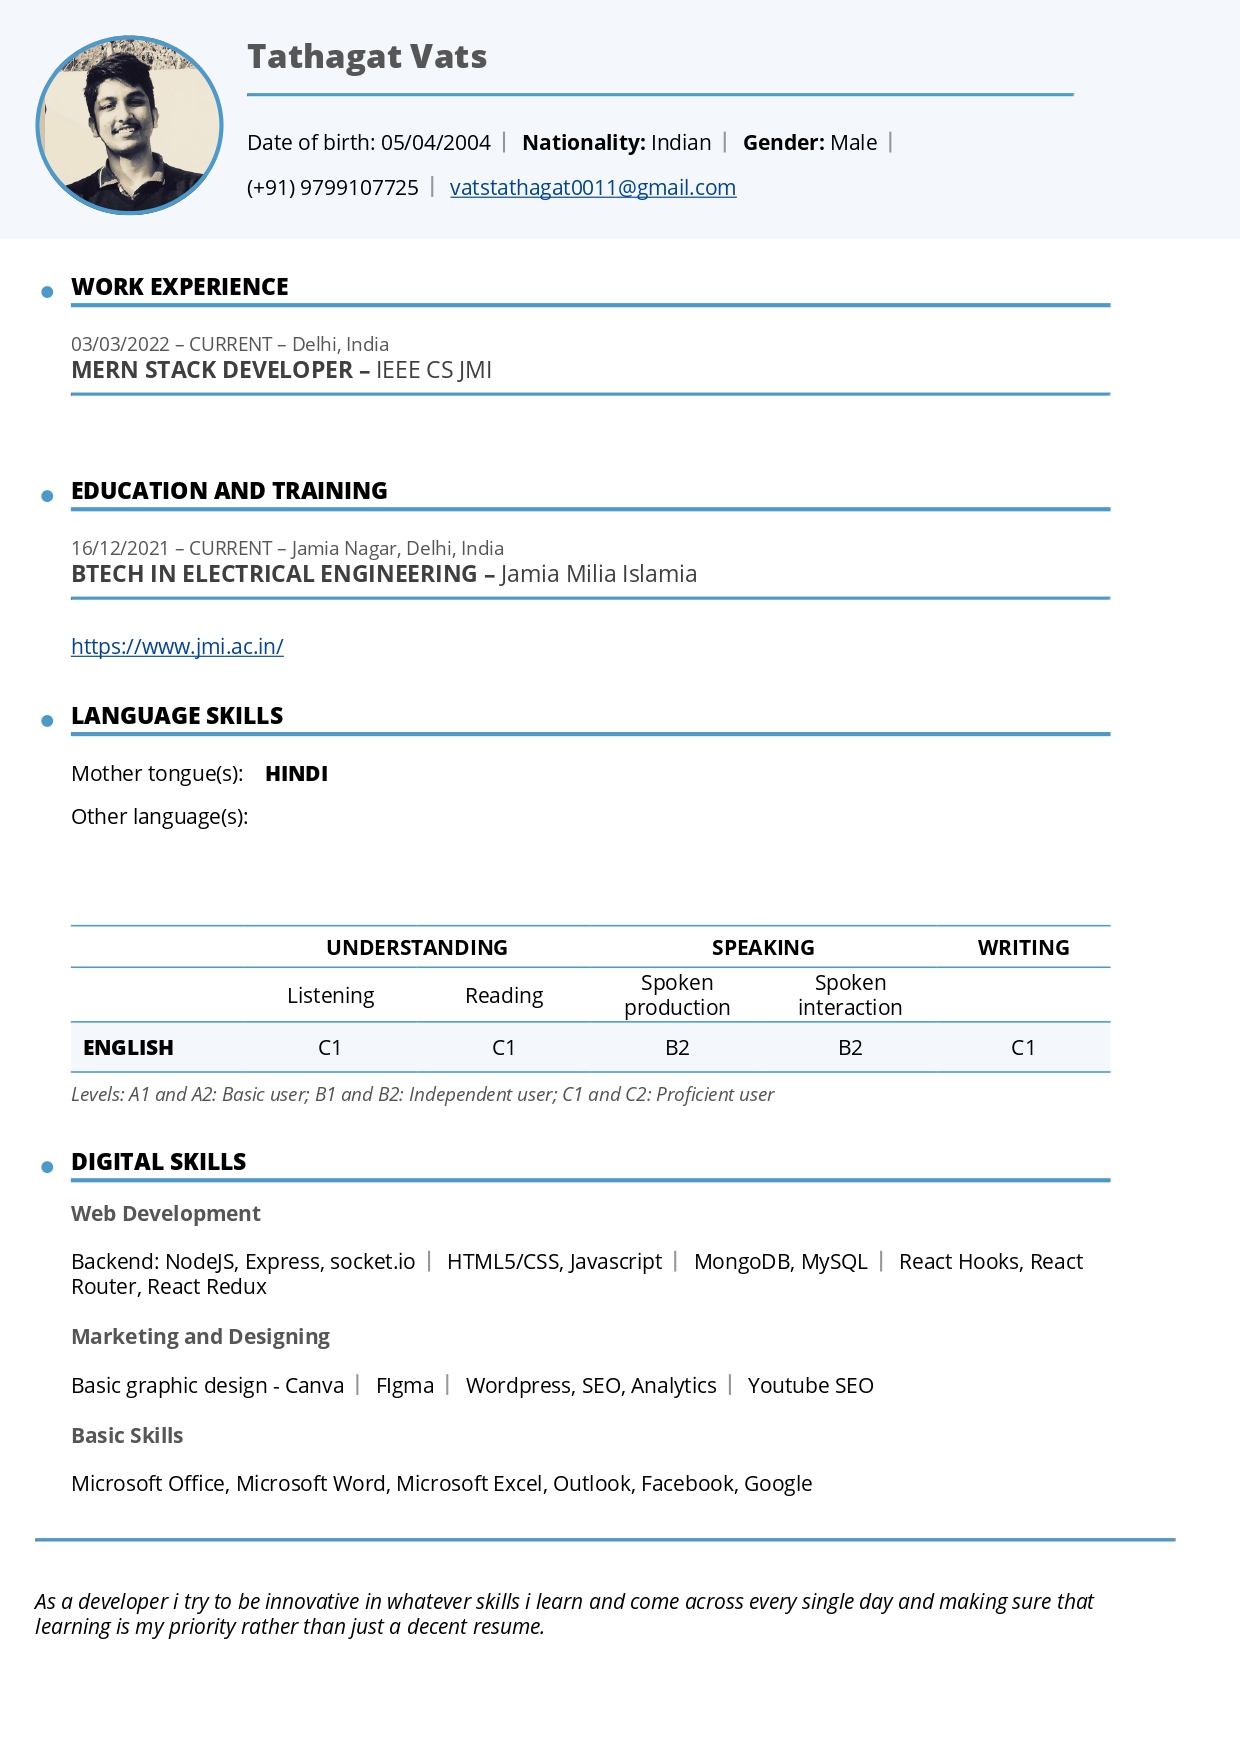 Tathagat Vats
Date of birth: 05/04/2004 | Nationality: Indian | Gender: Male |
(+91) 9799107725 | vatstathagat0011@gmail.com
WORK EXPERIENCE
03/03/2022 – CURRENT – Delhi, India
MERN STACK DEVELOPER – IEEE CS JMI
EDUCATION AND TRAINING
16/12/2021 – CURRENT – Jamia Nagar, Delhi, India
BTECH IN ELECTRICAL ENGINEERING – Jamia Milia Islamia
https://www.jmi.ac.in/
LANGUAGE SKILLS
Mother tongue(s): HINDI
Other language(s):
UNDERSTANDING SPEAKING WRITING
Listening Reading Spoken production Spoken interaction
ENGLISH C1 C1 B2 B2 C1
Levels: A1 and A2: Basic user; B1 and B2: Independent user; C1 and C2: Proficient user
DIGITAL SKILLS
Web Development
Backend: NodeJS, Express, socket.io | HTML5/CSS, Javascript | MongoDB, MySQL | React Hooks, React
Router, React Redux
Marketing and Designing
Basic graphic design - Canva | FIgma | Wordpress, SEO, Analytics | Youtube SEO
Basic Skills
Microsoft Office, Microsoft Word, Microsoft Excel, Outlook, Facebook, Google
As a developer i try to be innovative in whatever skills i learn and come across every single day and making sure that
learning is my priority rather than just a decent resume.